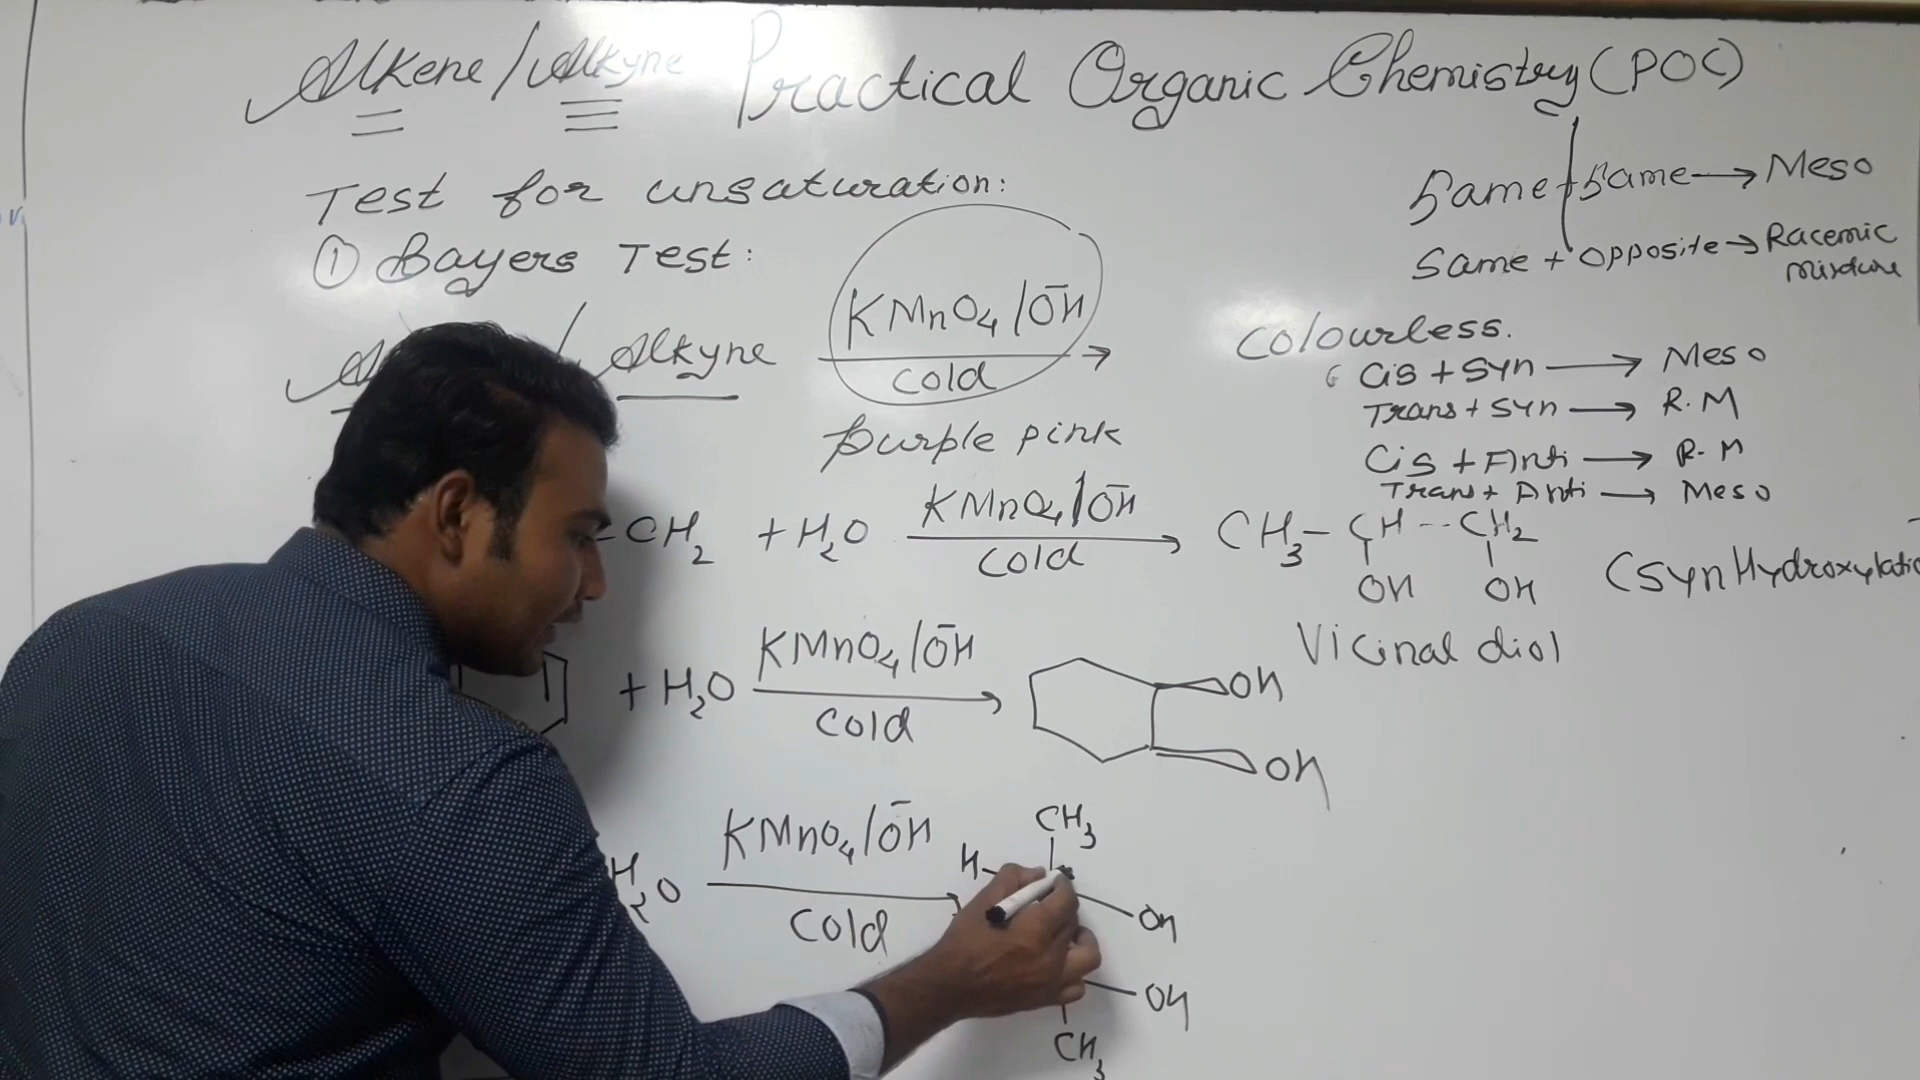 Alkene / Alkyne Practical Organic Chemistry (POC)
Same + Same → Meso
Same + Opposite → Racemic mixture
Test for unsaturation:
① Bayers Test:
Alkyne KMnO4/OH⁻ cold → Colourless.
purple pink
Cis + Syn → Meso
Trans + Syn → R.M
Cis + Anti → R.M
Trans + Anti → Meso
CH2 + H2O KMnO4/OH⁻ cold → CH3 - CH - CH2
OH OH
(Syn Hydroxylatio
Vicinal diol
+ H2O KMnO4/OH⁻ cold → OH
OH
H2O KMnO4/OH⁻ cold →
CH3
H OH
OH
CH3